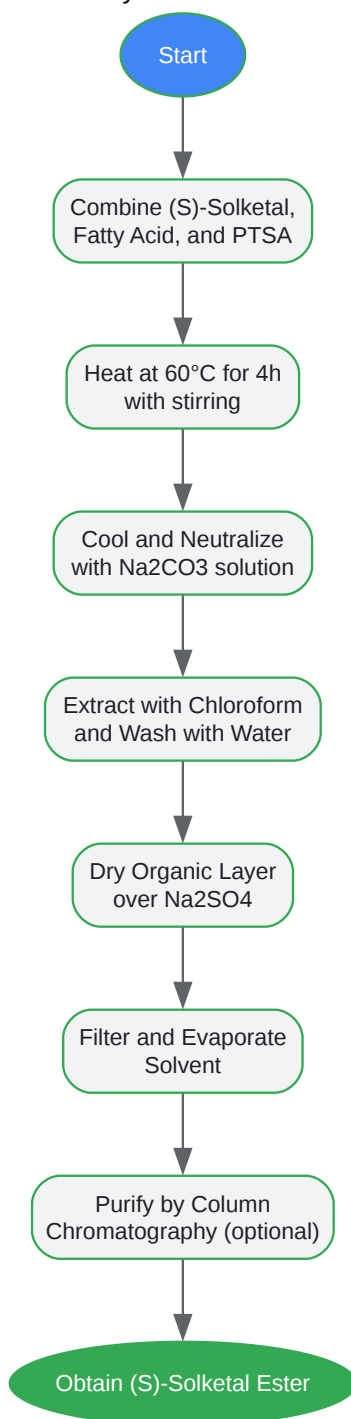 Start
Combine (S)-Solketal,
Fatty Acid, and PTSA
Heat at 60°C for 4h
with stirring
Cool and Neutralize
with Na2CO3 solution
Extract with Chloroform
and Wash with Water
Dry Organic Layer
over Na2SO4
Filter and Evaporate
Solvent
Purify by Column
Chromatography (optional)
Obtain (S)-Solketal Ester